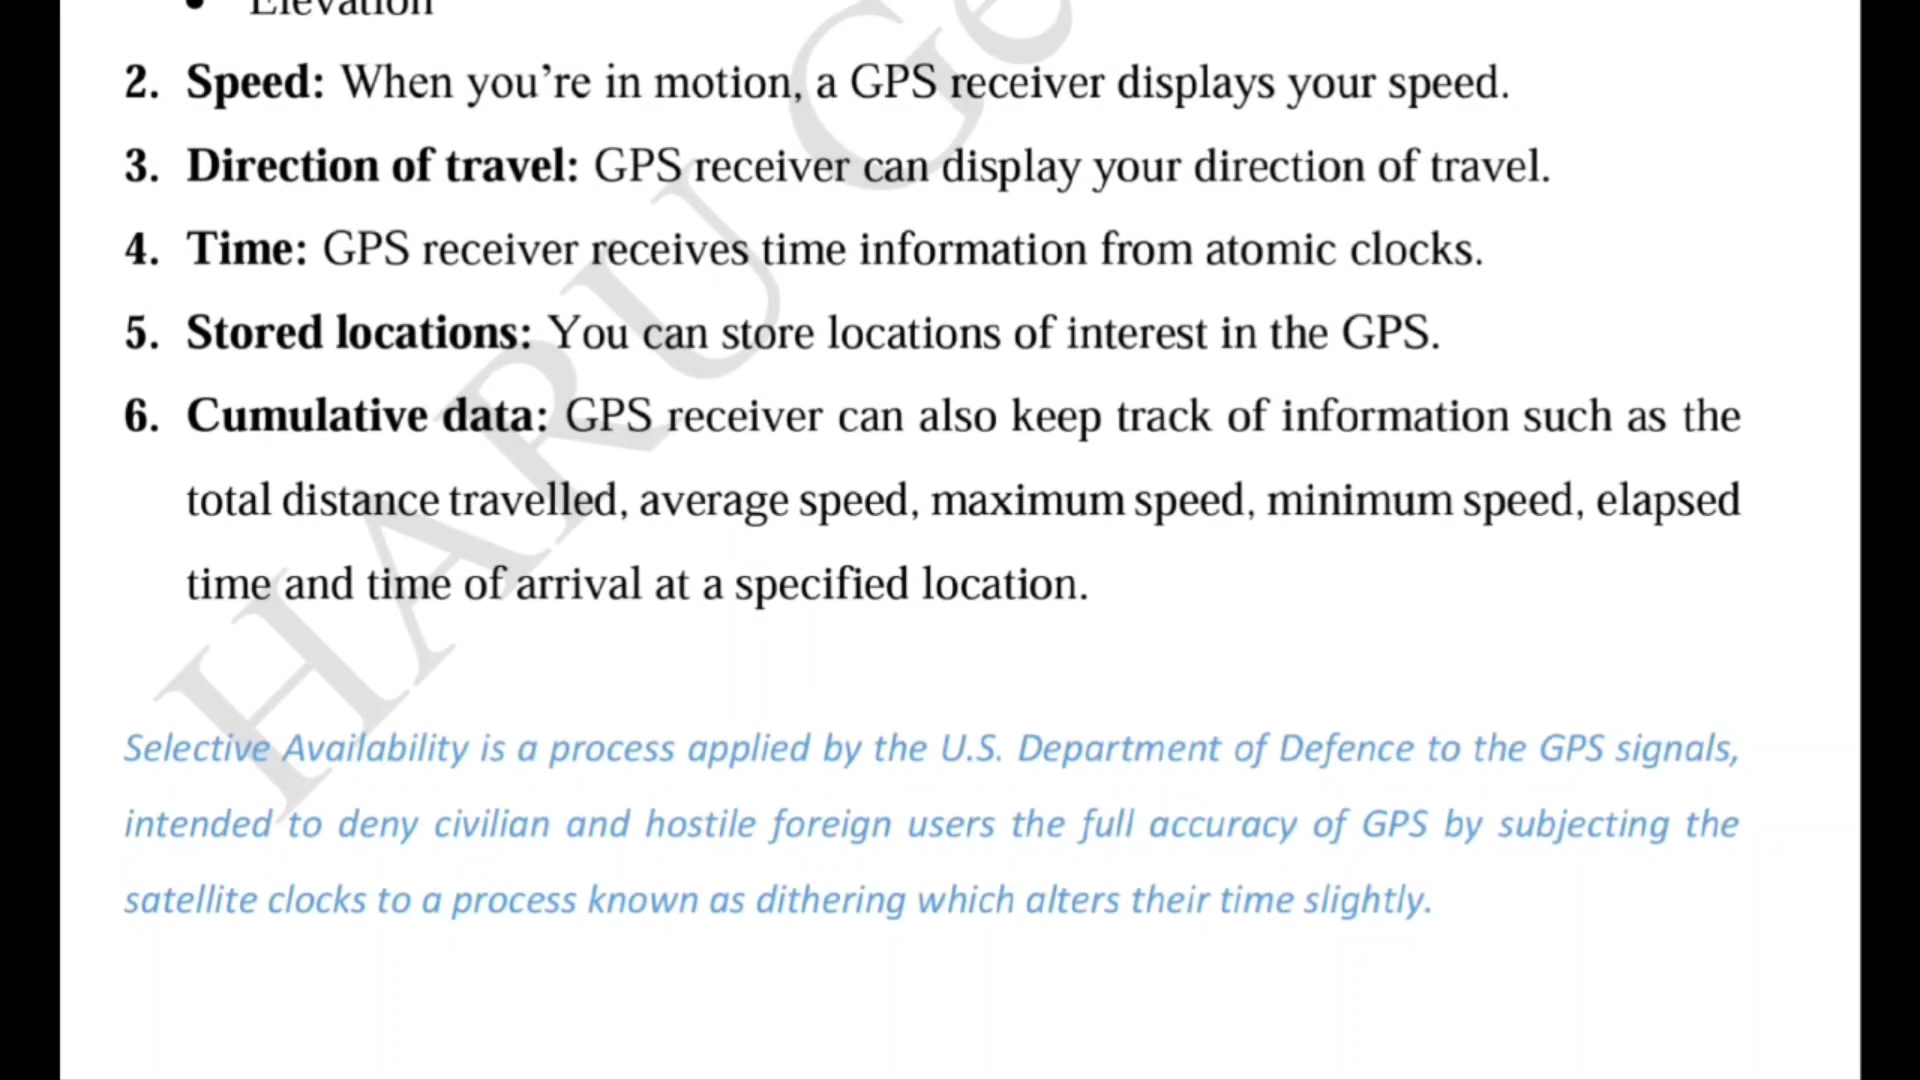 • Elevation
2. Speed: When you’re in motion, a GPS receiver displays your speed.
3. Direction of travel: GPS receiver can display your direction of travel.
4. Time: GPS receiver receives time information from atomic clocks.
5. Stored locations: You can store locations of interest in the GPS.
6. Cumulative data: GPS receiver can also keep track of information such as the
total distance travelled, average speed, maximum speed, minimum speed, elapsed
time and time of arrival at a specified location.
Selective Availability is a process applied by the U.S. Department of Defence to the GPS signals,
intended to deny civilian and hostile foreign users the full accuracy of GPS by subjecting the
satellite clocks to a process known as dithering which alters their time slightly.
HARU Ge